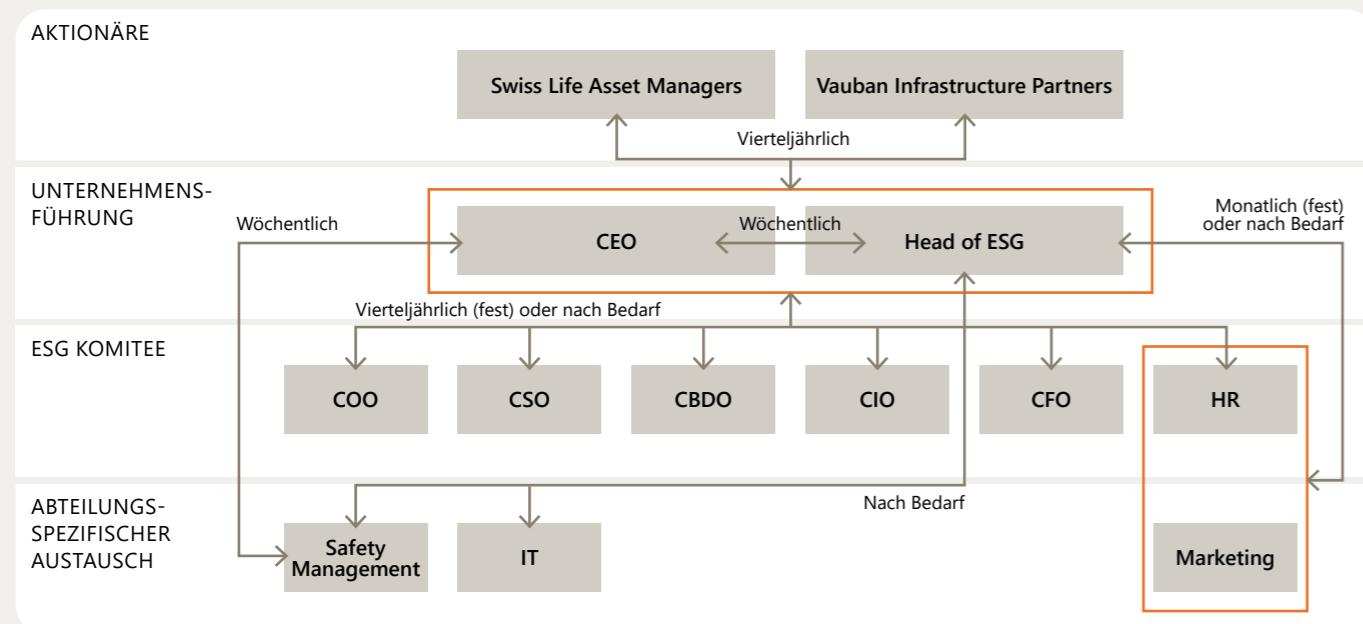 AKTIONÄRE
Swiss Life Asset Managers
Vauban Infrastructure Partners
Vierteljährlich
UNTERNEHMENS-
FÜHRUNG
Wöchentlich
CEO
Wöchentlich
Head of ESG
Monatlich (fest)
oder nach Bedarf
Vierteljährlich (fest) oder nach Bedarf
ESG KOMITEE
COO
CSO
CBDO
CIO
CFO
HR
ABTEILUNGS-
SPEZIFISCHER
AUSTAUSCH
Nach Bedarf
Safety
Management
IT
Marketing